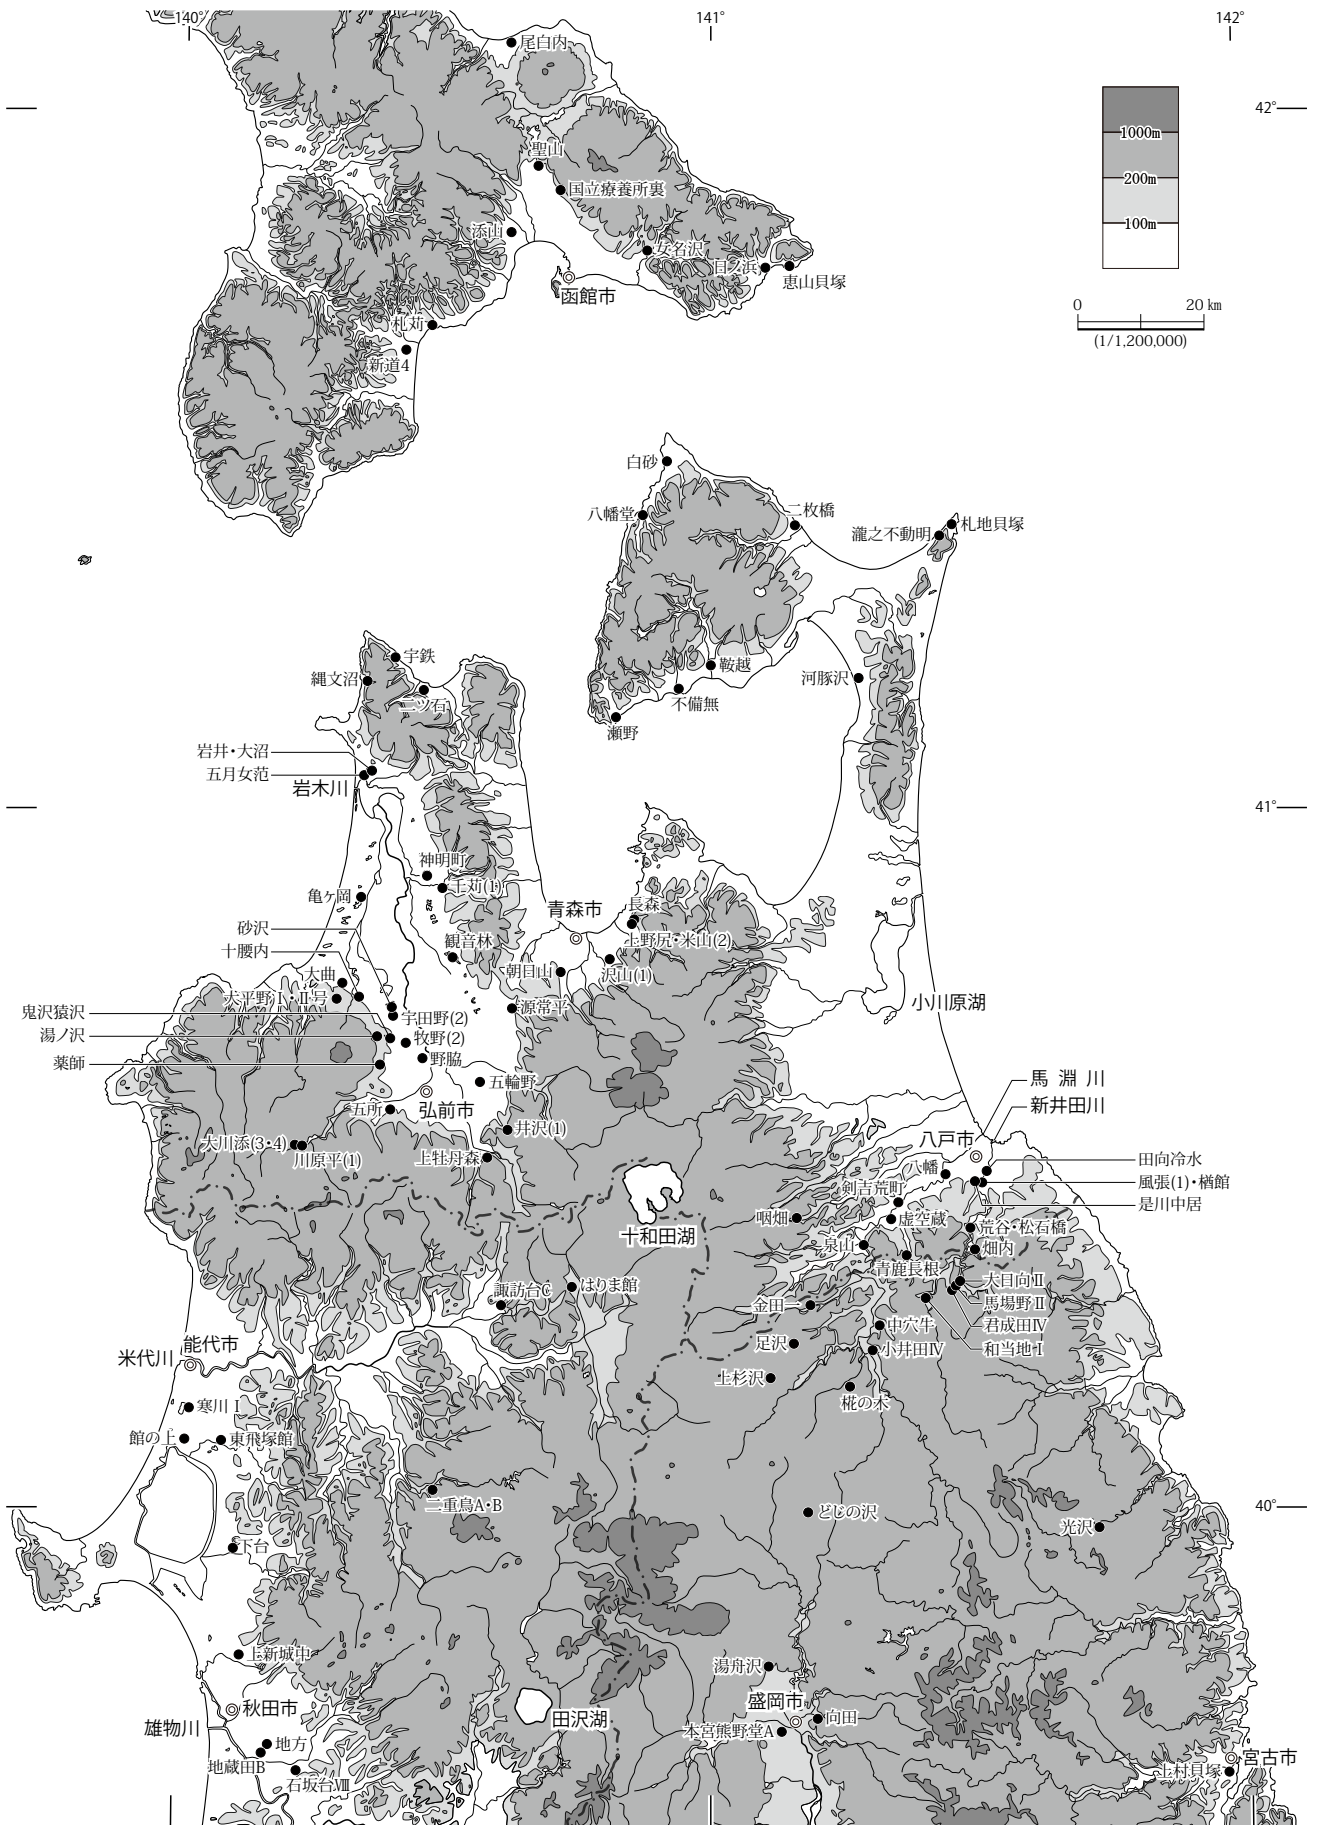 140°
141°
142°
尾白内
42°
1000m
200m
100m
聖山
国立療養所裏
添山
女名沢
日ノ浜
恵山貝塚
函館市
0 20 km
(1/1,200,000)
札苅
新道4
白砂
八幡堂
二枚橋
瀧之不動明
札地貝塚
宇鉄
縄文沼
二ツ石
鞍越
河豚沢
不備無
瀬野
岩井・大沼
五月女萢
岩木川
41°
神明町
千苅(1)
亀ケ岡
長森
青森市
砂沢
上野尻・米山(2)
観音林
十腰内
朝日山
沢山(1)
大曲
大平野Ⅰ・Ⅱ号
小川原湖
鬼沢猿沢
源常平
宇田野(2)
湯ノ沢
牧野(2)
野脇
薬師
五輪野
馬淵川
五所
弘前市
新井田川
井沢(1)
八戸市
大川添(3・4)
川原平(1)
上牡丹森
田向冷水
八幡
風張(1)・楢館
剣吉荒町
是川中居
咽畑
虚空蔵
荒谷・松石橋
十和田湖
泉山
畑内
青鹿長根
諏訪台C
はりま館
大日向Ⅱ
金田一
馬場野Ⅱ
中穴牛
君成田Ⅳ
能代市
足沢
小井田Ⅳ
和当地Ⅰ
米代川
上杉沢
椛の木
寒川Ⅰ
館の上
東飛塚館
二重鳥A・B
40°
どじの沢
光沢
下台
上新城中
湯舟沢
盛岡市
秋田市
田沢湖
向田
雄物川
本宮熊野堂A
地方
宮古市
地蔵田B
上村貝塚
石坂台Ⅷ